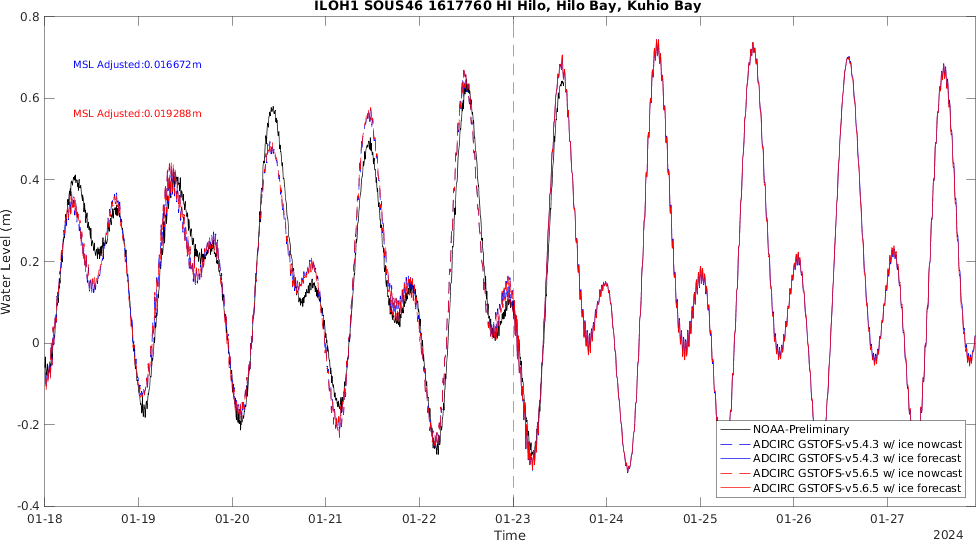 ILOH1 SOUS46 1617760 HI Hilo, Hilo Bay, Kuhio Bay
0.8
MSL Adjusted:0.016672m
0.6
MSL Adjusted:0.019288m
0.4
Water Level (m)
0.2
0
-0.2
NOAA-Preliminary
ADCIRC GSTOFS-v5.4.3 w/ ice nowcast
ADCIRC GSTOFS-v5.4.3 w/ ice forecast
ADCIRC GSTOFS-v5.6.5 w/ ice nowcast
ADCIRC GSTOFS-v5.6.5 w/ ice forecast
-0.4
01-18 01-19 01-20 01-21 01-22 01-23 01-24 01-25 01-26 01-27
Time
2024